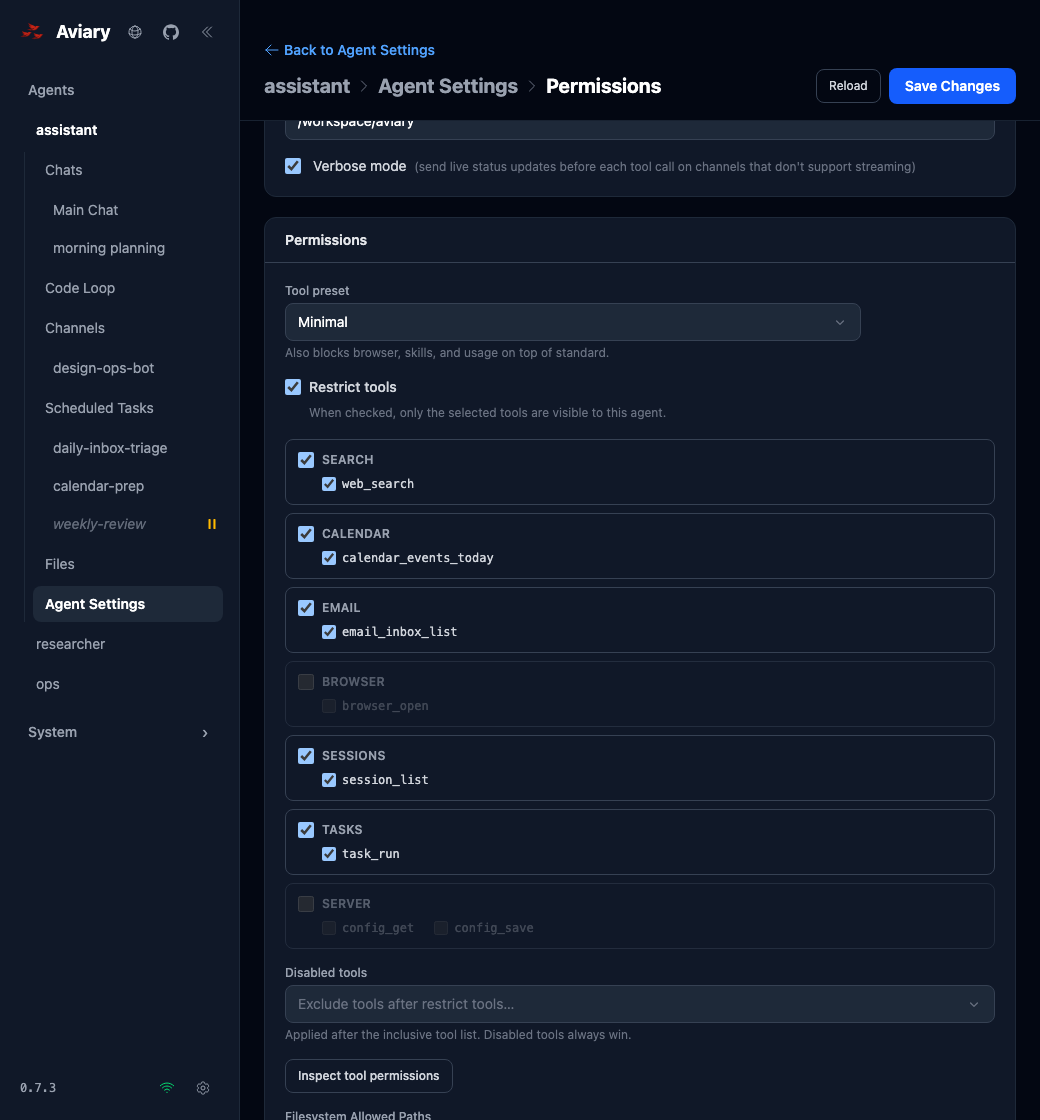 Aviary
Agents
assistant
Chats
Main Chat
morning planning
Code Loop
Channels
design-ops-bot
Scheduled Tasks
daily-inbox-triage
calendar-prep
weekly-review
Files
Agent Settings
researcher
ops
System
0.7.3
Back to Agent Settings
assistant > Agent Settings > Permissions
Reload
Save Changes
/workspace/aviary
Verbose mode (send live status updates before each tool call on channels that don't support streaming)
Permissions
Tool preset
Minimal
Also blocks browser, skills, and usage on top of standard.
Restrict tools
When checked, only the selected tools are visible to this agent.
SEARCH
web_search
CALENDAR
calendar_events_today
EMAIL
email_inbox_list
BROWSER
browser_open
SESSIONS
session_list
TASKS
task_run
SERVER
config_get config_save
Disabled tools
Exclude tools after restrict tools...
Applied after the inclusive tool list. Disabled tools always win.
Inspect tool permissions
Filesystem Allowed Paths